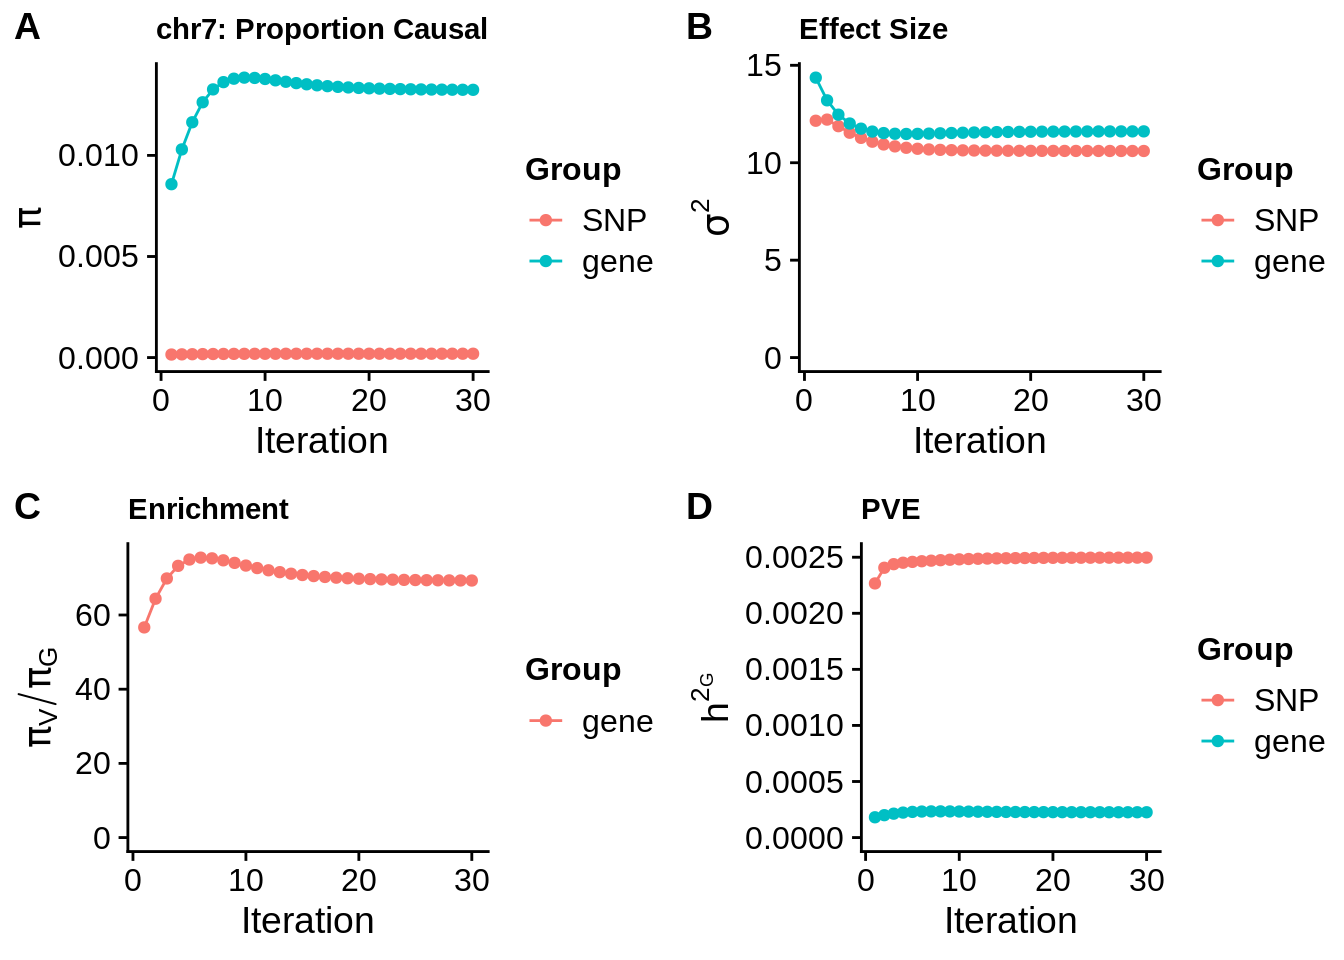 A
chr7: Proportion Causal
π
0.010
0.005
0.000
0 10 20 30
Iteration
Group
SNP
gene
B
Effect Size
σ2
15
10
5
0
0 10 20 30
Iteration
Group
SNP
gene
C
Enrichment
πV/πG
60
40
20
0
0 10 20 30
Iteration
Group
gene
D
PVE
h2G
0.0025
0.0020
0.0015
0.0010
0.0005
0.0000
0 10 20 30
Iteration
Group
SNP
gene